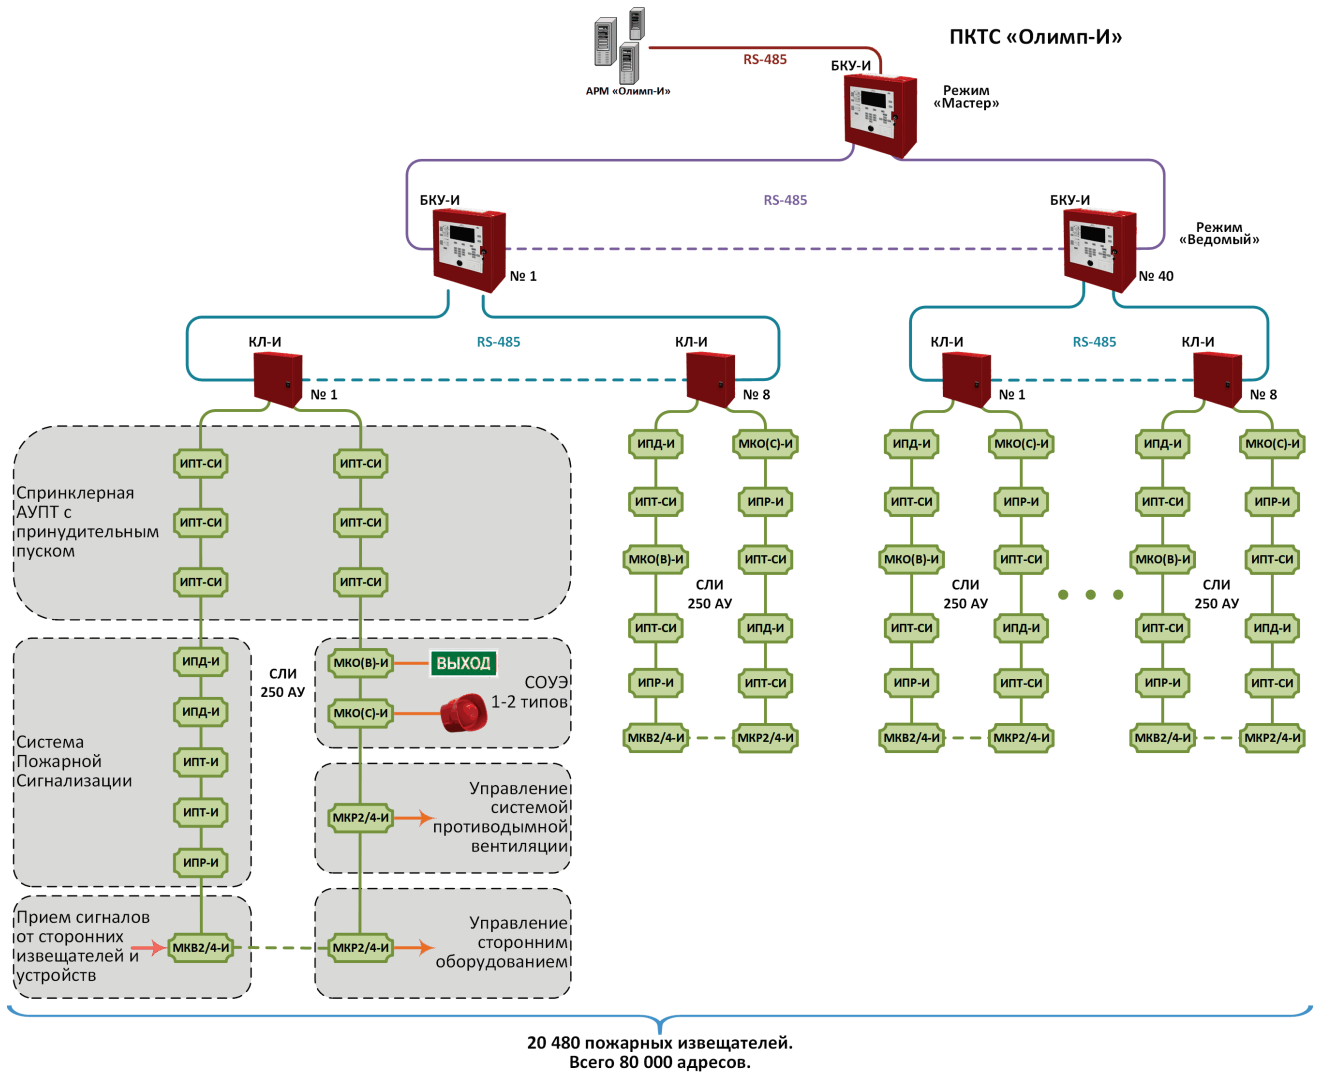 ПКТС «Олимп-И»
RS-485
БКУ-И
АРМ «Олимп-И»
Режим
«Мастер»
RS-485
БКУ-И
БКУ-И
Режим
«Ведомый»
№ 1
№ 40
КЛ-И
RS-485
КЛ-И
КЛ-И
RS-485
КЛ-И
№ 1
№ 8
№ 1
№ 8
Спринклерная
АУПТ с
принудительным
пуском
ИПТ-СИ
ИПТ-СИ
ИПТ-СИ
ИПТ-СИ
ИПТ-СИ
ИПТ-СИ
Система
Пожарной
Сигнализации
ИПД-И
ИПД-И
ИПТ-И
ИПТ-И
ИПР-И
СЛИ
250 АУ
МКО(В)-И
ВЫХОД
МКО(С)-И
СОУЭ
1-2 типов
МКР2/4-И
Управление
системой
противодымной
вентиляции
Прием сигналов
от сторонних
извещателей и
устройств
МКВ2/4-И
МКР2/4-И
Управление
сторонним
оборудованием
ИПД-И
ИПТ-СИ
МКО(В)-И
ИПТ-СИ
ИПР-И
МКВ2/4-И
СЛИ
250 АУ
МКО(С)-И
ИПР-И
ИПТ-СИ
ИПД-И
ИПТ-СИ
МКР2/4-И
ИПД-И
ИПТ-СИ
МКО(В)-И
ИПТ-СИ
ИПР-И
МКВ2/4-И
СЛИ
250 АУ
МКО(С)-И
ИПР-И
ИПТ-СИ
ИПД-И
ИПТ-СИ
МКР2/4-И
ИПД-И
ИПТ-СИ
МКО(В)-И
ИПТ-СИ
ИПР-И
МКВ2/4-И
СЛИ
250 АУ
МКО(С)-И
ИПР-И
ИПТ-СИ
ИПД-И
ИПТ-СИ
МКР2/4-И
20 480 пожарных извещателей.
Всего 80 000 адресов.